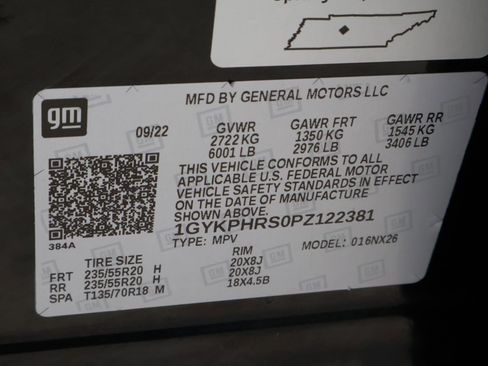 gm
MFD BY GENERAL MOTORS LLC
09/22 GVWR GAWR FRT GAWR RR
2722 KG 1350 KG 1545 KG
6001 LB 2976 LB 3406 LB
THIS VEHICLE CONFORMS TO ALL
APPLICABLE U.S. FEDERAL MOTOR
VEHICLE SAFETY STANDARDS IN EFFECT
ON THE DATE OF MANUFACTURE
SHOWN ABOVE.
1GYKPHRS0PZ122381
384A
TYPE: MPV MODEL: 016NX26
TIRE SIZE RIM
FRT 235/55R20 H 20X8J
RR 235/55R20 H 20X8J
SPA T135/70R18 M 18X4.5B